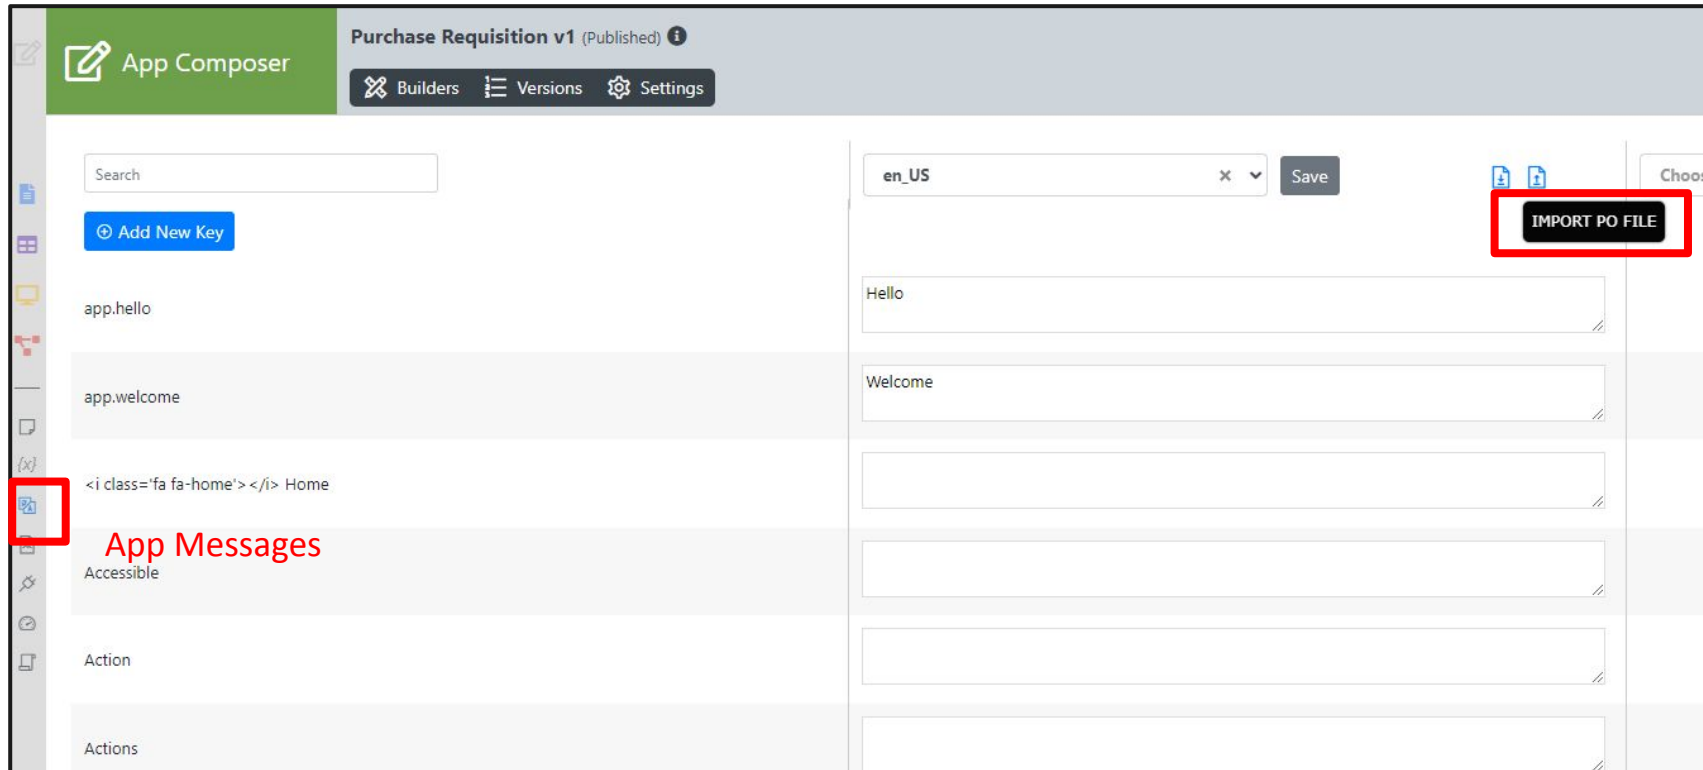 App Composer
Purchase Requisition v1 (Published)
Builders Versions Settings
Search
en_US
Save
Add New Key
IMPORT PO FILE
app.hello
Hello
app.welcome
Welcome
{x}
<i class='fa fa-home'></i> Home
App Messages
Accessible
Action
Actions